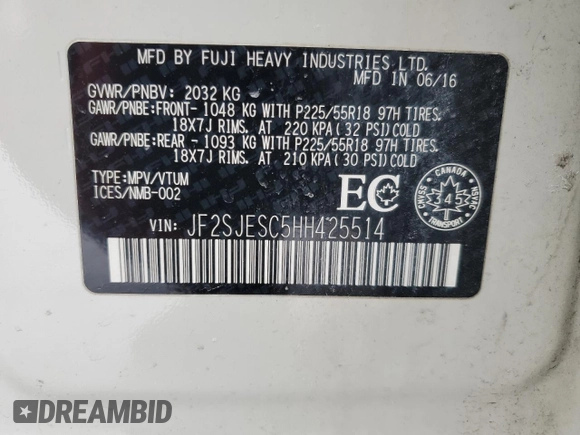 MFD BY FUJI HEAVY INDUSTRIES LTD.
MFD IN 06/16
GVWR/PNBV: 2032 KG
GAWR/PNBE:FRONT- 1048 KG WITH P225/55R18 97H TIRES.
18X7J RIMS. AT 220 KPA(32 PSI)COLD
GAWR/PNBE:REAR - 1093 KG WITH P225/55R18 97H TIRES.
18X7J RIMS. AT 210 KPA(30 PSI)COLD
TYPE:MPV/VTUM
ICES/NMB-002
EC
CANADA
CMVSS
NSVAC
345
TRANSPORT
VIN: JF2SJESC5HH425514
DREAMBID